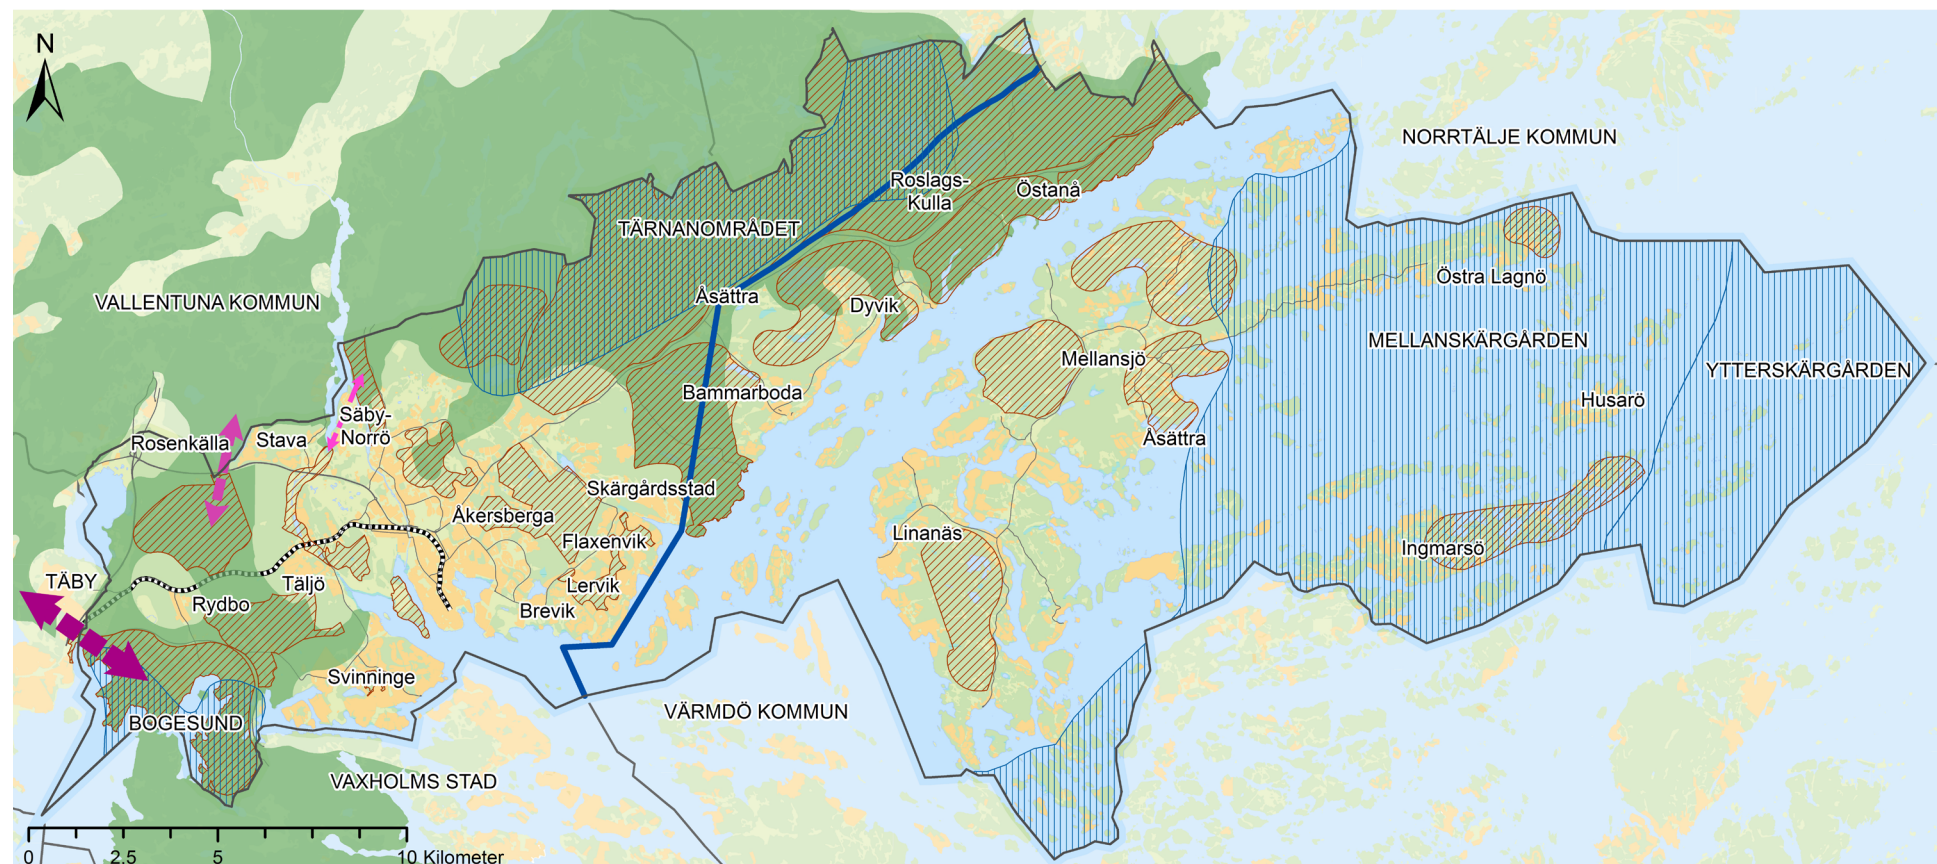 N
NORRTÄLJE KOMMUN
Roslags-
Kulla
Östanå
TÄRNANOMRÅDET
VALLENTUNA KOMMUN
Åsättra
Dyvik
Östra Lagnö
MELLANSKÄRGÅRDEN
Mellansjö
YTTERSKÄRGÅRDEN
Bammarboda
Husarö
Säby-
Norrö
Rosenkälla
Stava
Åsättra
Skärgårdsstad
Åkersberga
Flaxenvik
Linanäs
Ingmarsö
TÄBY
Täljö
Lervik
Rydbo
Brevik
Svinninge
BOGESUND
VÄRMDÖ KOMMUN
VAXHOLMS STAD
0 2,5 5 10 Kilometer